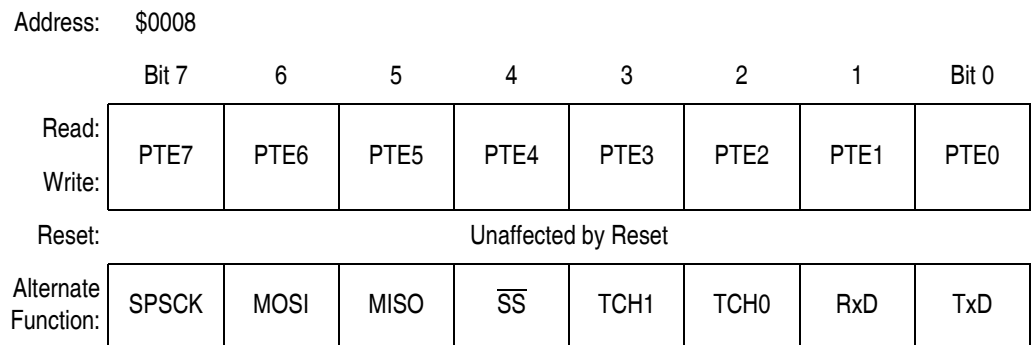 Address: $0008
Bit 7 6 5 4 3 2 1 Bit 0
Read:
PTE7 PTE6 PTE5 PTE4 PTE3 PTE2 PTE1 PTE0
Write:
Reset: Unaffected by Reset
Alternate
Function: SPSCK MOSI MISO S̅S̅ TCH1 TCH0 RxD TxD